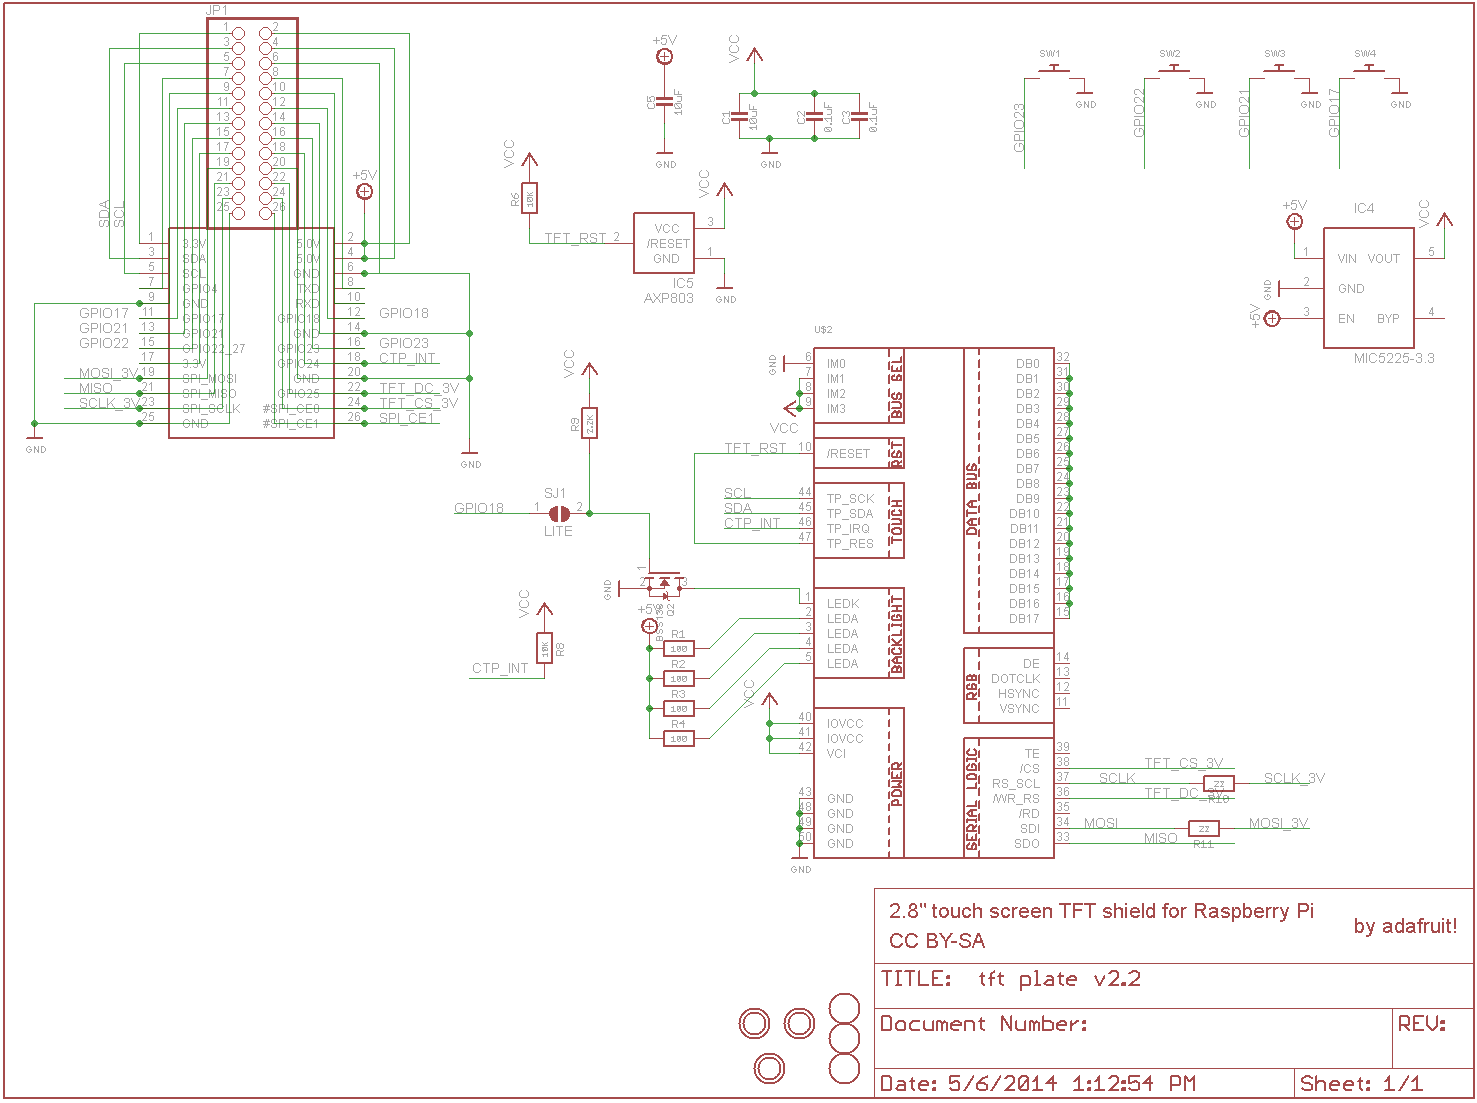 JP1
1 2
3 4
5 6
7 8
9 10
11 12
13 14
15 16
17 18
19 20
21 22
23 24
25 26
SDA
SCL
+5V
1 3.3V 5.0V 2
3 SDA 5.0V 4
5 SCL GND 6
7 GPIO4 TXD 8
9 GND RXD 10
GPIO17 11 GPIO17 GPIO18 12 GPIO18
GPIO21 13 GPIO21 GND 14
GPIO22 15 GPIO22_27 GPIO23 16 GPIO23
17 3.3V GPIO24 18 CTP_INT
MOSI_3V 19 SPI_MOSI GND 20
MISO 21 SPI_MISO GPIO25 22 TFT_DC_3V
SCLK_3V 23 SPI_SCLK #SPI_CE0 24 TFT_CS_3V
25 GND #SPI_CE1 26 SPI_CE1
GND
GND
+5V
C5
10uF
GND
VCC
C1
10uF
C2
0.1uF
C3
0.1uF
GND
SW1 SW2 SW3 SW4
GND GND GND GND
GPIO23
GPIO22
GPIO21
GPIO17
VCC
R6
10K
TFT_RST 2
VCC
VCC 3
/RESET
GND 1
IC5
AXP803
GND
+5V
IC4
VCC
1 VIN VOUT 5
GND
2 GND
+5V
3 EN BYP 4
MIC5225-3.3
VCC
R9
2.2K
GPIO18 1 SJ1 2
LITE
GND
1
2 3
Q2
BSS138
+5V
R1
100
R2
100
R3
100
R4
100
VCC
R8
10K
CTP_INT
U$2
GND
6 IM0
7 IM1
8 IM2
9 IM3
VCC
BUS SEL
TFT_RST 10 /RESET
RST
SCL 44 TP_SCK
SDA 45 TP_SDA
CTP_INT 46 TP_IRQ
47 TP_RES
TOUCH
1 LEDK
2 LEDA
3 LEDA
4 LEDA
5 LEDA
BACKLIGHT
VCC
40 IOVCC
41 IOVCC
42 VCI
43 GND
48 GND
49 GND
50 GND
POWER
GND
DATA BUS
DB0 32
DB1 31
DB2 30
DB3 29
DB4 28
DB5 27
DB6 26
DB7 25
DB8 24
DB9 23
DB10 22
DB11 21
DB12 20
DB13 19
DB14 18
DB15 17
DB16 16
DB17 15
RGB
DE 14
DOTCLK 13
HSYNC 12
VSYNC 11
SERIAL LOGIC
TE 39
/CS 38 TFT_CS_3V
RS_SCL 37 SCLK 22 SCLK_3V
/WR_RS 36 TFT_DC_3V R10
/RD 35
SDI 34 MOSI 22 MOSI_3V
SDO 33 MISO R11
2.8" touch screen TFT shield for Raspberry Pi
CC BY-SA
by adafruit!
TITLE: tft plate v2.2
Document Number:
REV:
Date: 5/6/2014 1:12:54 PM
Sheet: 1/1